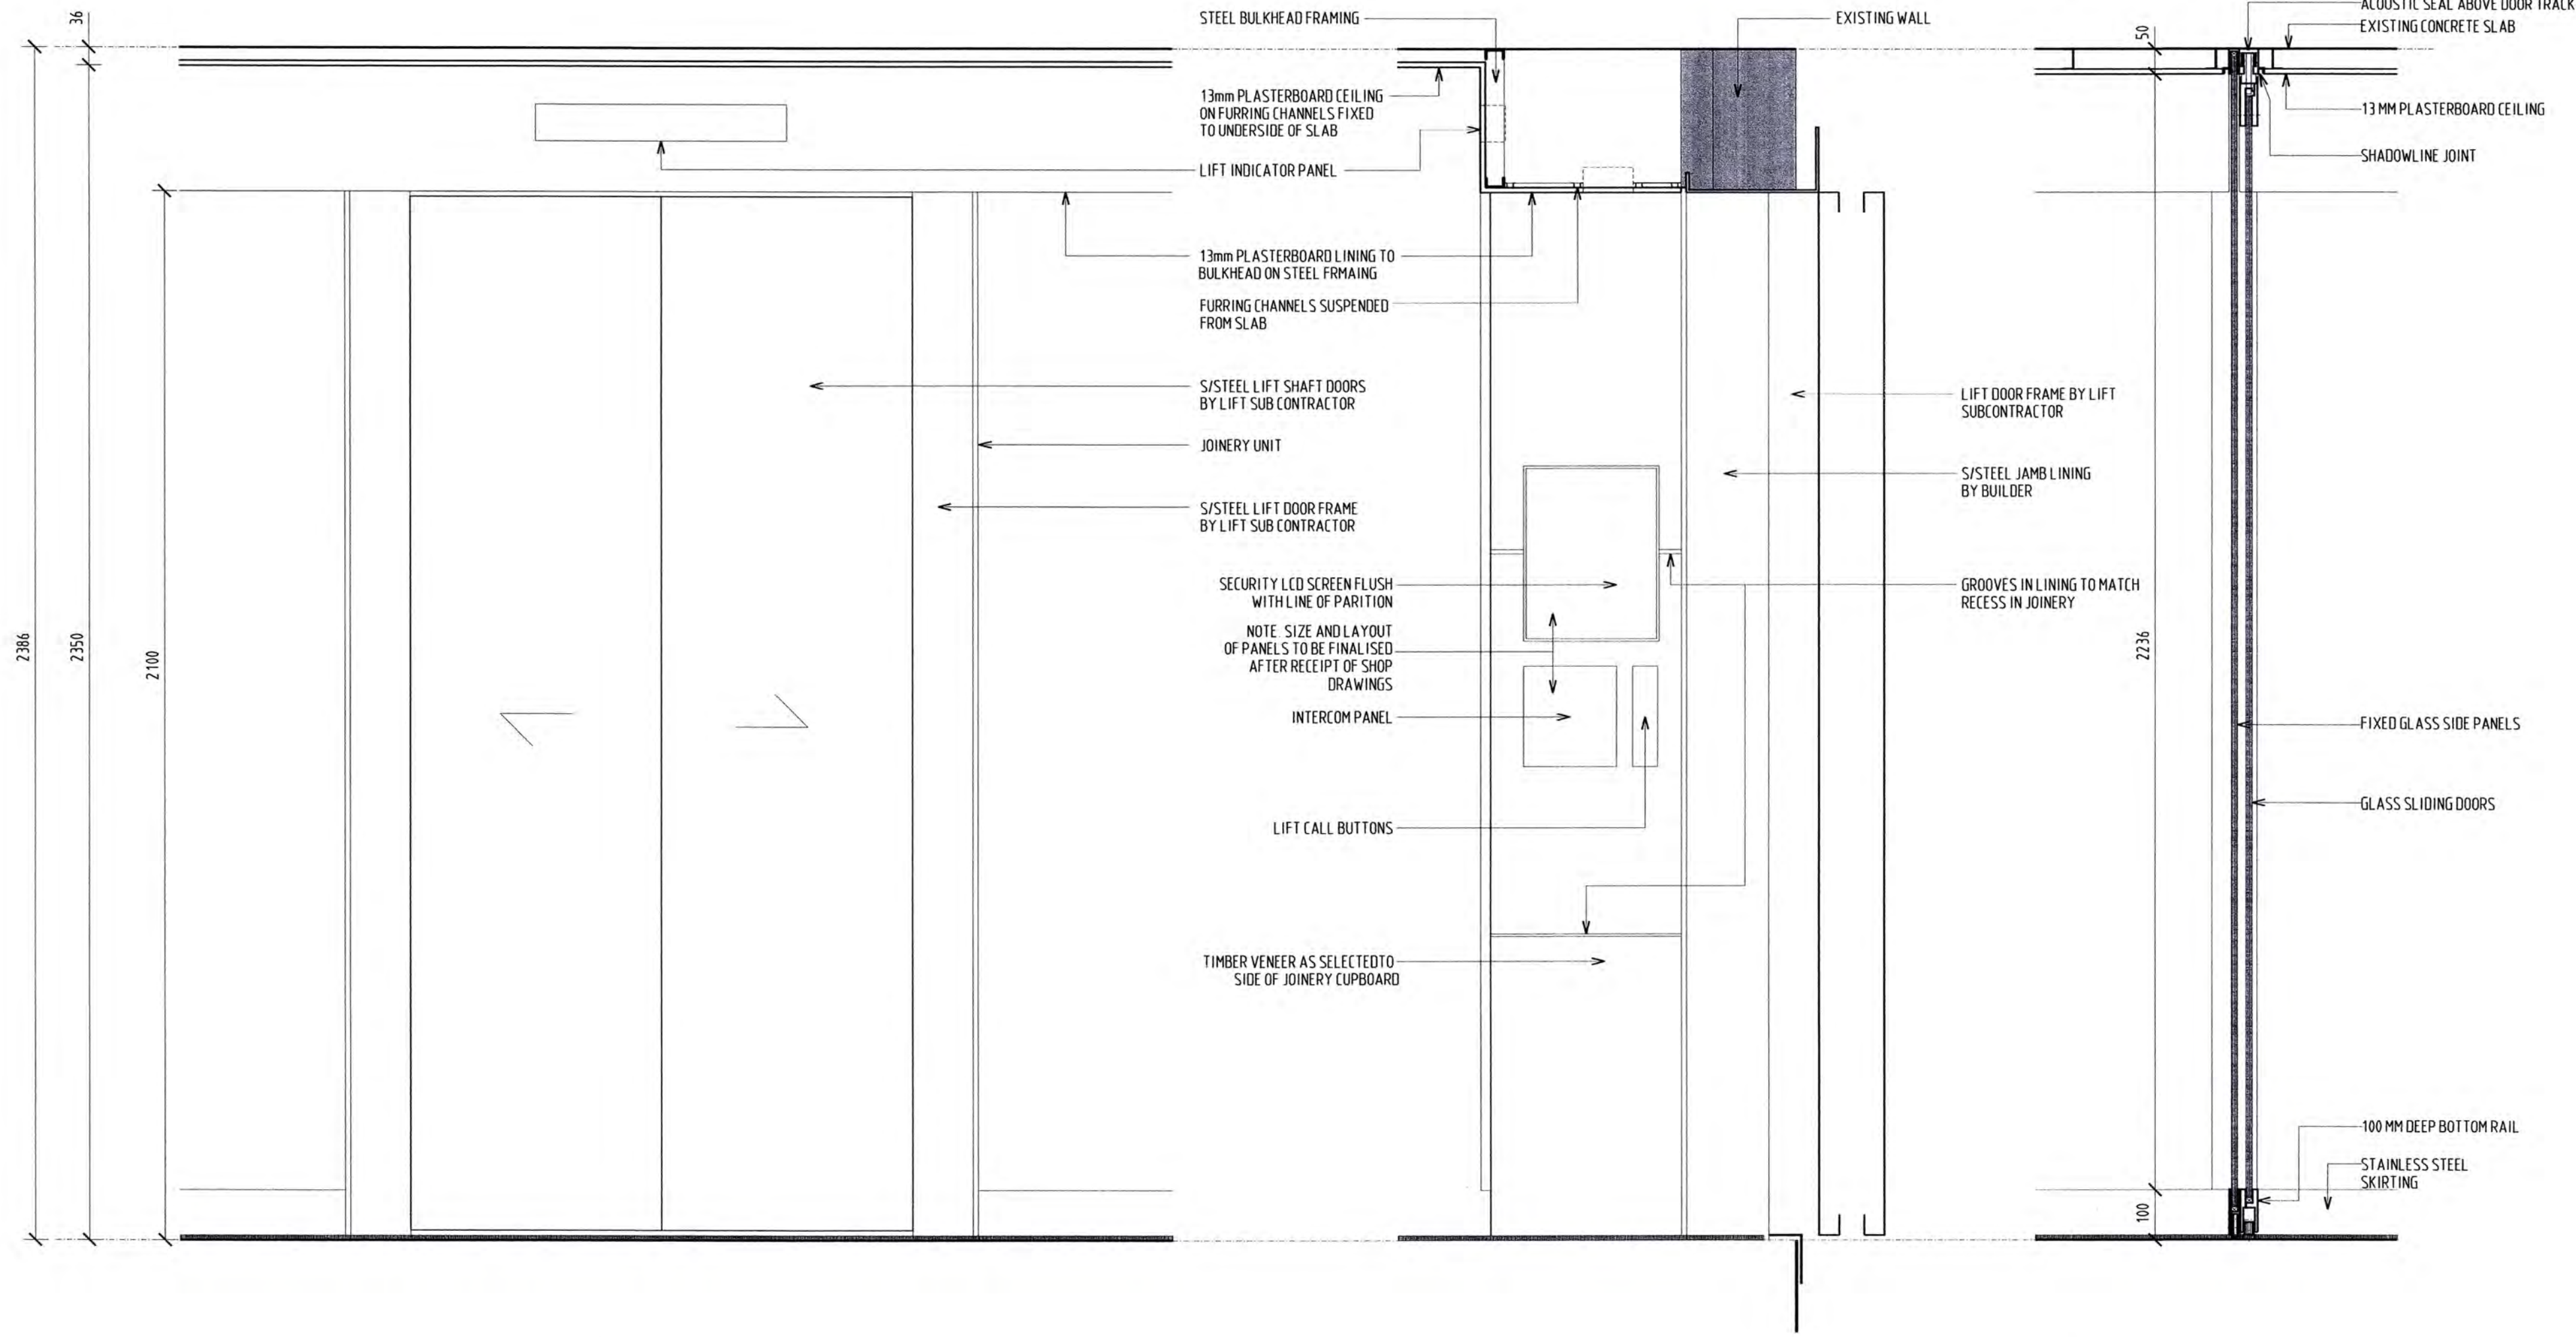 36
2386
2350
2100
STEEL BULKHEAD FRAMING
EXISTING WALL
13mm PLASTERBOARD CEILING
ON FURRING CHANNELS FIXED
TO UNDERSIDE OF SLAB
LIFT INDICATOR PANEL
13mm PLASTERBOARD LINING TO
BULKHEAD ON STEEL FRMAING
FURRING CHANNELS SUSPENDED
FROM SLAB
S/STEEL LIFT SHAFT DOORS
BY LIFT SUB CONTRACTOR
JOINERY UNIT
S/STEEL LIFT DOOR FRAME
BY LIFT SUB CONTRACTOR
SECURITY LCD SCREEN FLUSH
WITH LINE OF PARITION
NOTE. SIZE AND LAYOUT
OF PANELS TO BE FINALISED
AFTER RECEIPT OF SHOP
DRAWINGS
INTERCOM PANEL
LIFT CALL BUTTONS
TIMBER VENEER AS SELECTED TO
SIDE OF JOINERY CUPBOARD
LIFT DOOR FRAME BY LIFT
SUBCONTRACTOR
S/STEEL JAMB LINING
BY BUILDER
GROOVES IN LINING TO MATCH
RECESS IN JOINERY
50
2236
100
ACOUSTIC SEAL ABOVE DOOR TRACK
EXISTING CONCRETE SLAB
13 MM PLASTERBOARD CEILING
SHADOWLINE JOINT
FIXED GLASS SIDE PANELS
GLASS SLIDING DOORS
100 MM DEEP BOTTOM RAIL
STAINLESS STEEL
SKIRTING